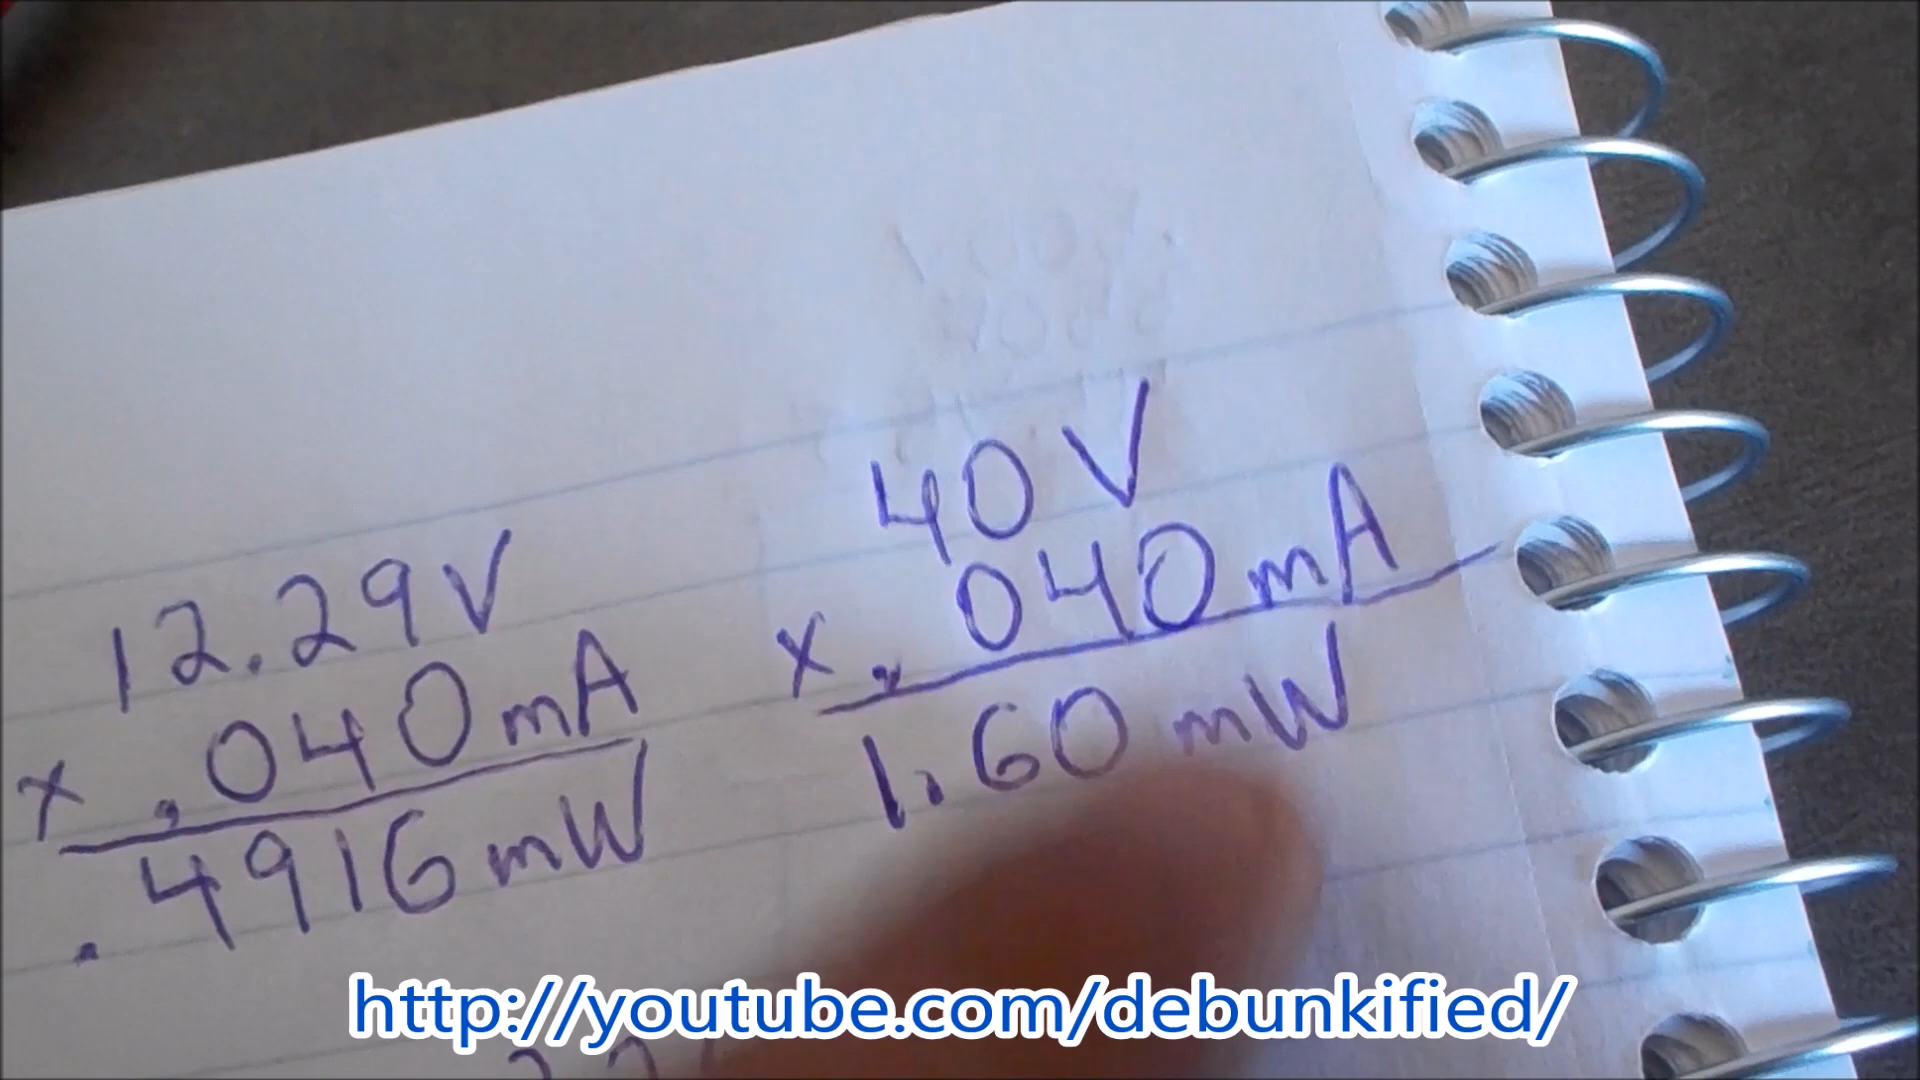 12.29V
x .040mA
.4916mW
40V
x .040mA
1.60mW
http://youtube.com/debunkified/